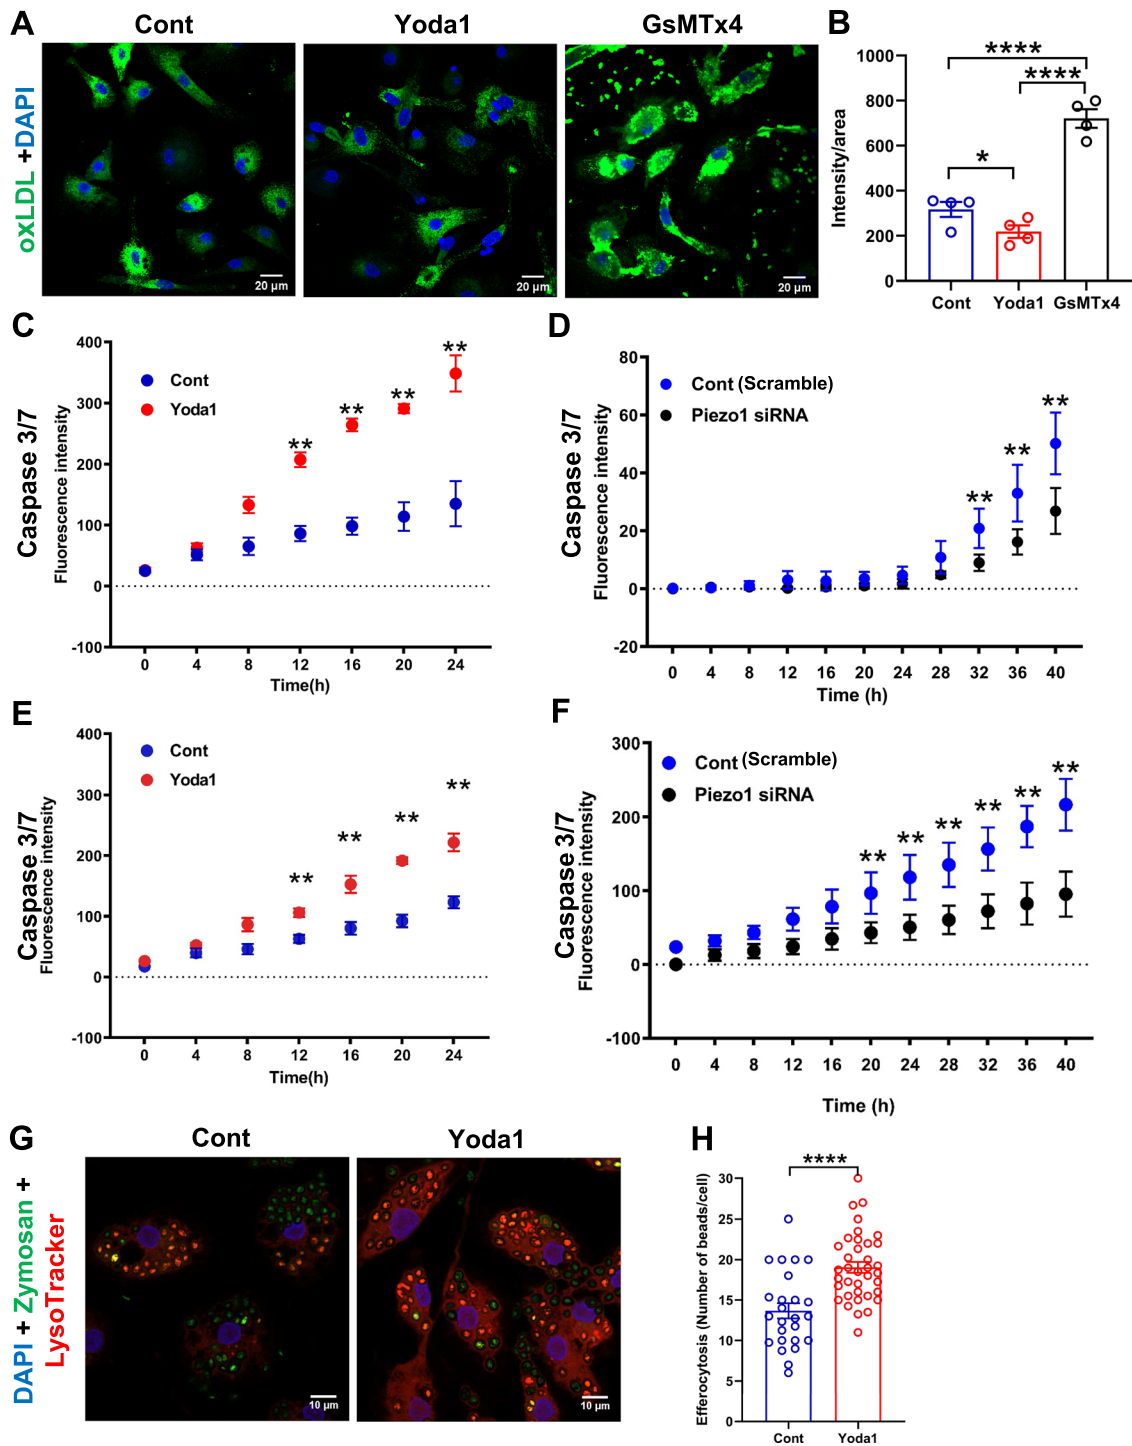 A
Cont
Yoda1
GsMTx4
oxLDL +DAPI
20 µm
20 µm
20 µm
B
1000
800
600
400
200
0
Intensity/area
****
****
*
Cont
Yoda1
GsMTx4
C
400
300
200
100
0
-100
Caspase 3/7
Fluorescence intensity
Cont
Yoda1
**
**
**
**
0
4
8
12
16
20
24
Time(h)
D
80
60
40
20
0
-20
Caspase 3/7
Fluorescence intensity
Cont (Scramble)
Piezo1 siRNA
**
**
**
0
4
8
12
16
20
24
28
32
36
40
Time (h)
E
400
300
200
100
0
-100
Caspase 3/7
Fluorescence intensity
Cont
Yoda1
**
**
**
**
0
4
8
12
16
20
24
Time(h)
F
300
200
100
0
-100
Caspase 3/7
Fluorescence intensity
Cont (Scramble)
Piezo1 siRNA
**
**
**
**
**
**
0
4
8
12
16
20
24
28
32
36
40
Time (h)
G
Cont
Yoda1
DAPI + Zymosan +
LysoTracker
10 µm
10 µm
H
30
25
20
15
10
5
0
Efferocytosis (Number of beads/cell)
****
Cont
Yoda1